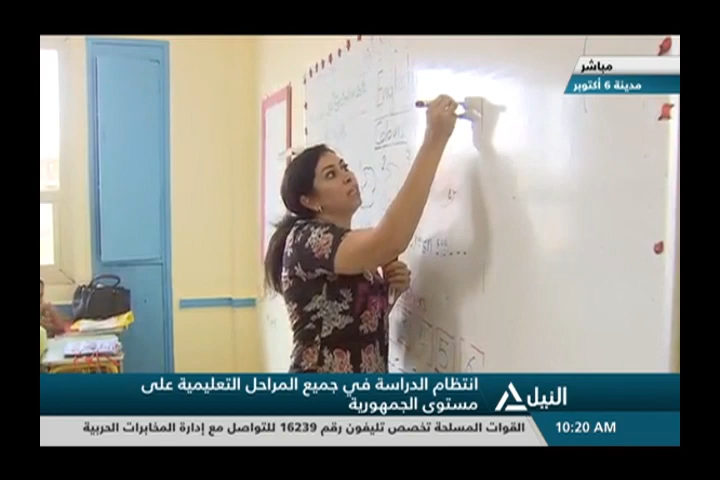 مباشر
مدينة 6 أكتوبر
انتظام الدراسة في جميع المراحل التعليمية على
مستوى الجمهورية
النيل
القوات المسلحة تخصص تليفون رقم 16239 للتواصل مع إدارة المخابرات الحربية
10:20 AM